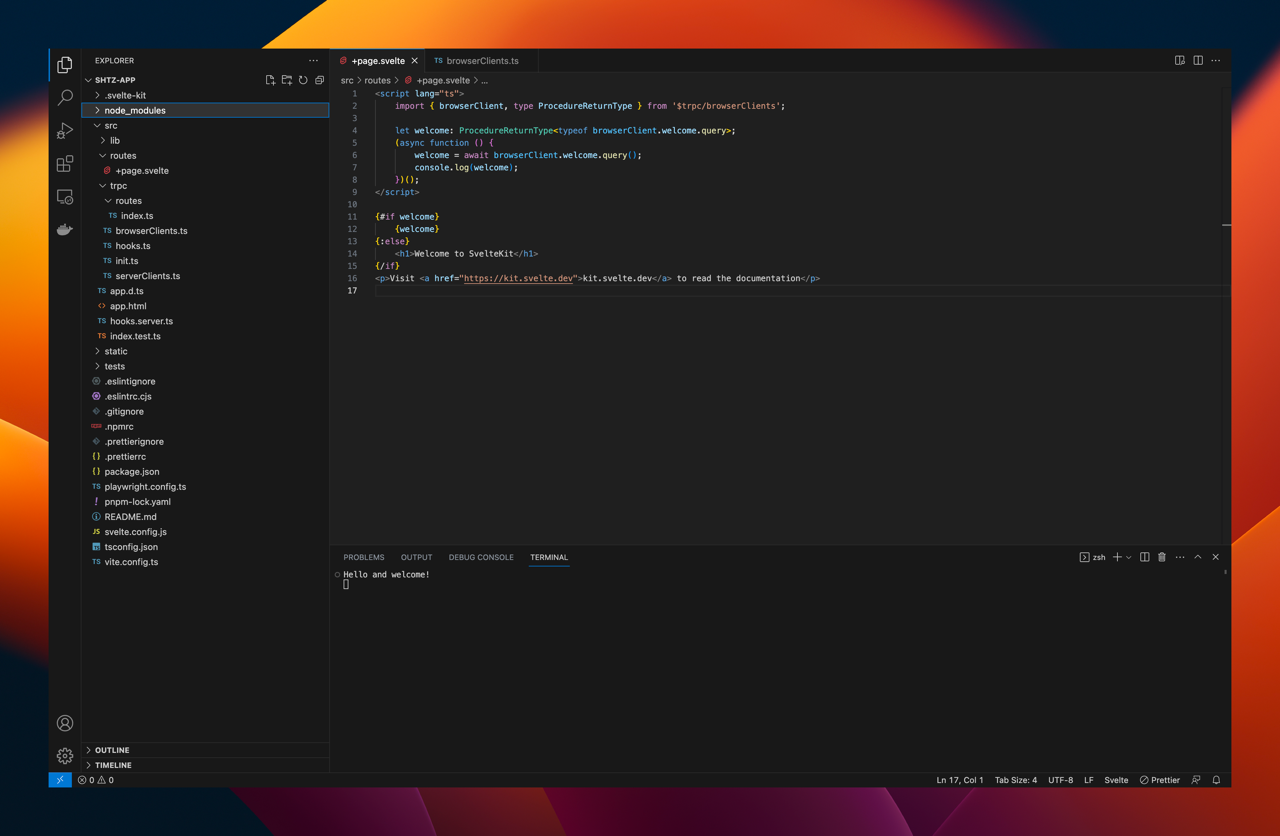 EXPLORER
SHTZ-APP
.svelte-kit
node_modules
src
lib
routes
+page.svelte
trpc
routes
TS index.ts
TS browserClients.ts
TS hooks.ts
TS init.ts
TS serverClients.ts
TS app.d.ts
<> app.html
TS hooks.server.ts
TS index.test.ts
static
tests
.eslintignore
.eslintrc.cjs
.gitignore
.npmrc
.prettierignore
{} .prettierrc
{} package.json
TS playwright.config.ts
! pnpm-lock.yaml
README.md
JS svelte.config.js
tsconfig.json
TS vite.config.ts
OUTLINE
TIMELINE
+page.svelte
TS browserClients.ts
src > routes > +page.svelte > ...
1 <script lang="ts">
2 import { browserClient, type ProcedureReturnType } from '$trpc/browserClients';
3
4 let welcome: ProcedureReturnType<typeof browserClient.welcome.query>;
5 (async function () {
6 welcome = await browserClient.welcome.query();
7 console.log(welcome);
8 })();
9 </script>
10
11 {#if welcome}
12 {welcome}
13 {:else}
14 <h1>Welcome to SvelteKit</h1>
15 {/if}
16 <p>Visit <a href="https://kit.svelte.dev">kit.svelte.dev</a> to read the documentation</p>
17
PROBLEMS OUTPUT DEBUG CONSOLE TERMINAL
zsh
Hello and welcome!
0 0
Ln 17, Col 1 Tab Size: 4 UTF-8 LF Svelte Prettier